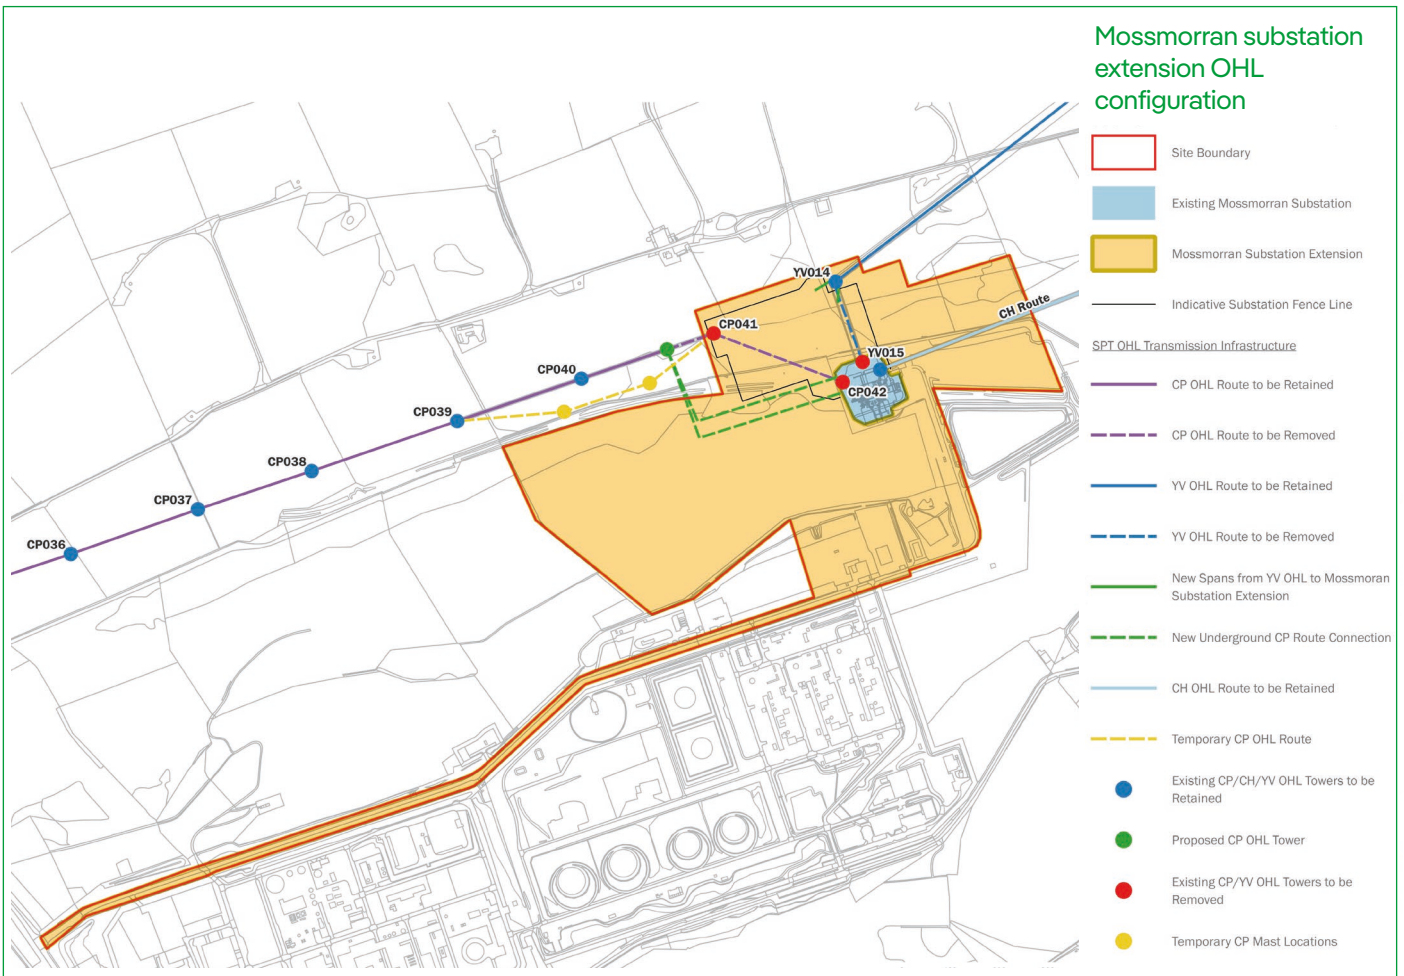 Mossmorran substation
extension OHL
configuration
Site Boundary
Existing Mossmorran Substation
Mossmorran Substation Extension
Indicative Substation Fence Line
SPT OHL Transmission Infrastructure
CP OHL Route to be Retained
CP OHL Route to be Removed
YV OHL Route to be Retained
YV OHL Route to be Removed
New Spans from YV OHL to Mossmoran
Substation Extension
New Underground CP Route Connection
CH OHL Route to be Retained
Temporary CP OHL Route
Existing CP/CH/YV OHL Towers to be
Retained
Proposed CP OHL Tower
Existing CP/YV OHL Towers to be
Removed
Temporary CP Mast Locations
YV014
CH Route
CP041
YV015
CP040
CP042
CP039
CP038
CP037
CP036